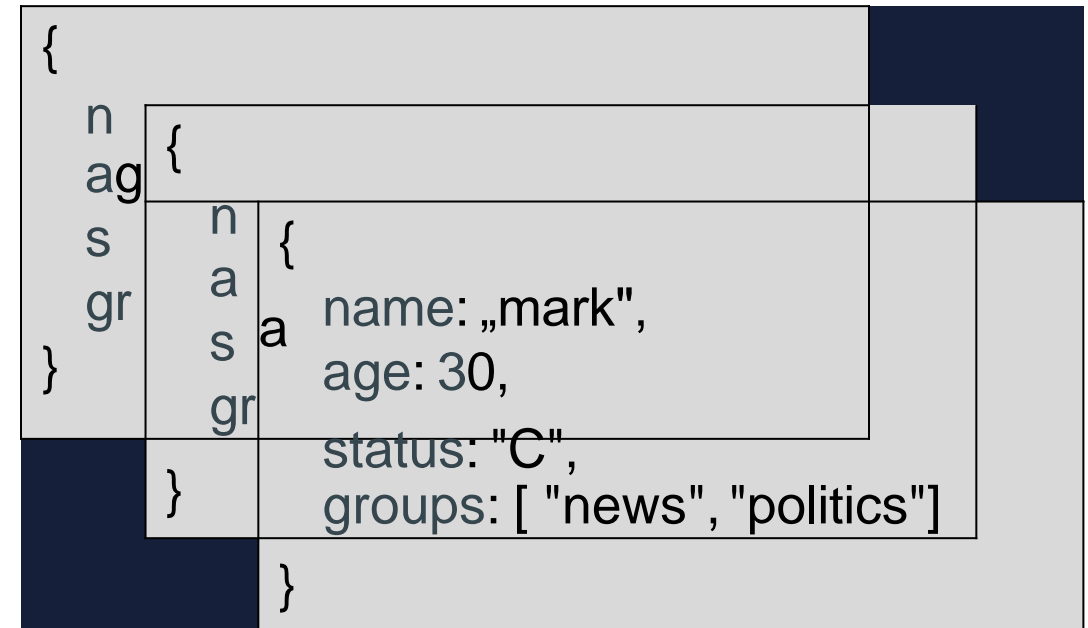 {
n
ag
s
gr
}
{
n
a
s
gr
}
a
{
name: „mark",
age: 30,
status: "C",
groups: [ "news", "politics"]
}